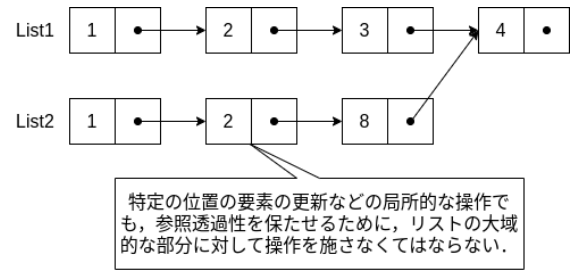 List1 1 2 3 4
List2 1 2 8
特定の位置の要素の更新などの局所的な操作で
も，参照透過性を保たせるために，リストの大域
的な部分に対して操作を施さなくてはならない．